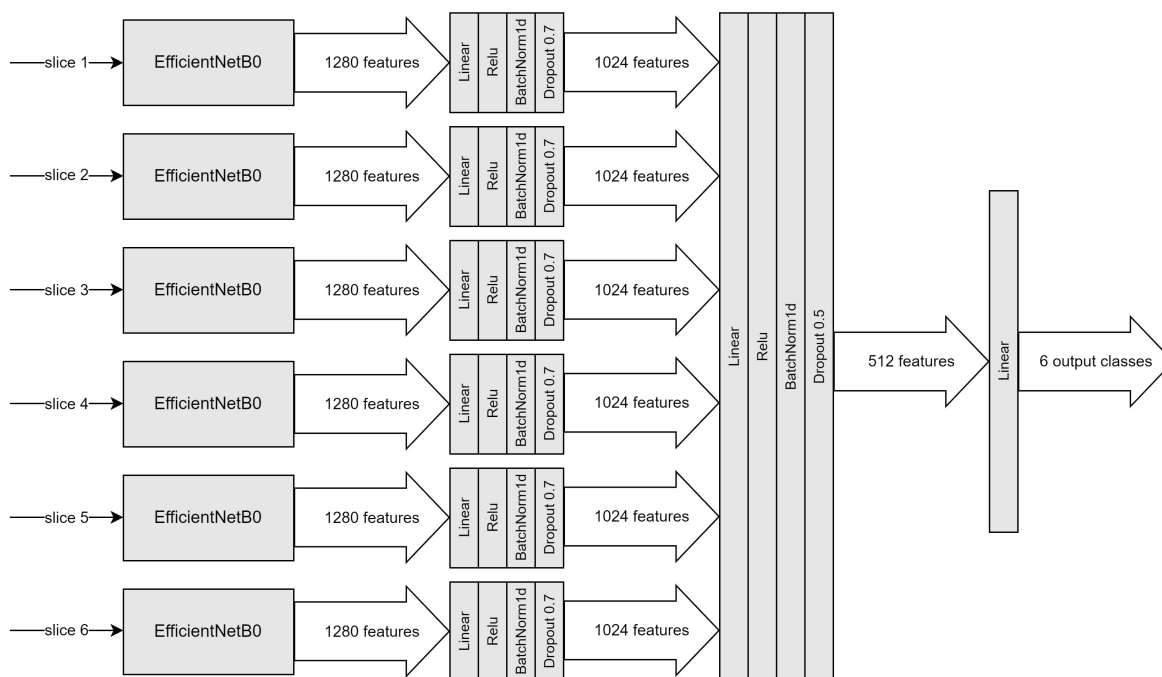 slice 1
EfficientNetB0
1280 features
Linear
Relu
BatchNorm1d
Dropout 0.7
1024 features
slice 2
EfficientNetB0
1280 features
Linear
Relu
BatchNorm1d
Dropout 0.7
1024 features
slice 3
EfficientNetB0
1280 features
Linear
Relu
BatchNorm1d
Dropout 0.7
1024 features
slice 4
EfficientNetB0
1280 features
Linear
Relu
BatchNorm1d
Dropout 0.7
1024 features
slice 5
EfficientNetB0
1280 features
Linear
Relu
BatchNorm1d
Dropout 0.7
1024 features
slice 6
EfficientNetB0
1280 features
Linear
Relu
BatchNorm1d
Dropout 0.7
1024 features
Linear
Relu
BatchNorm1d
Dropout 0.5
512 features
Linear
6 output classes